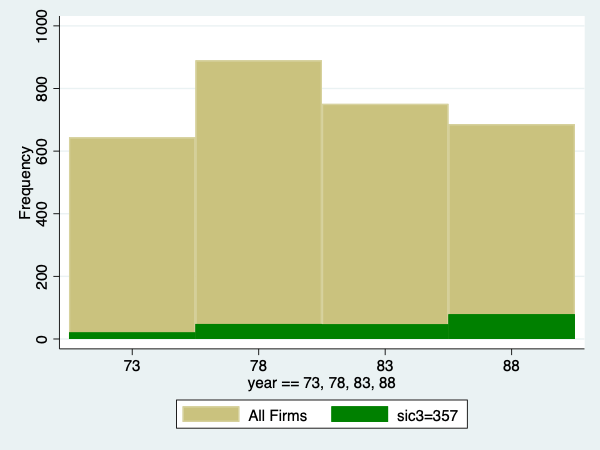 1000
800
600
400
200
0
Frequency
73 78 83 88
year == 73, 78, 83, 88
All Firms sic3=357